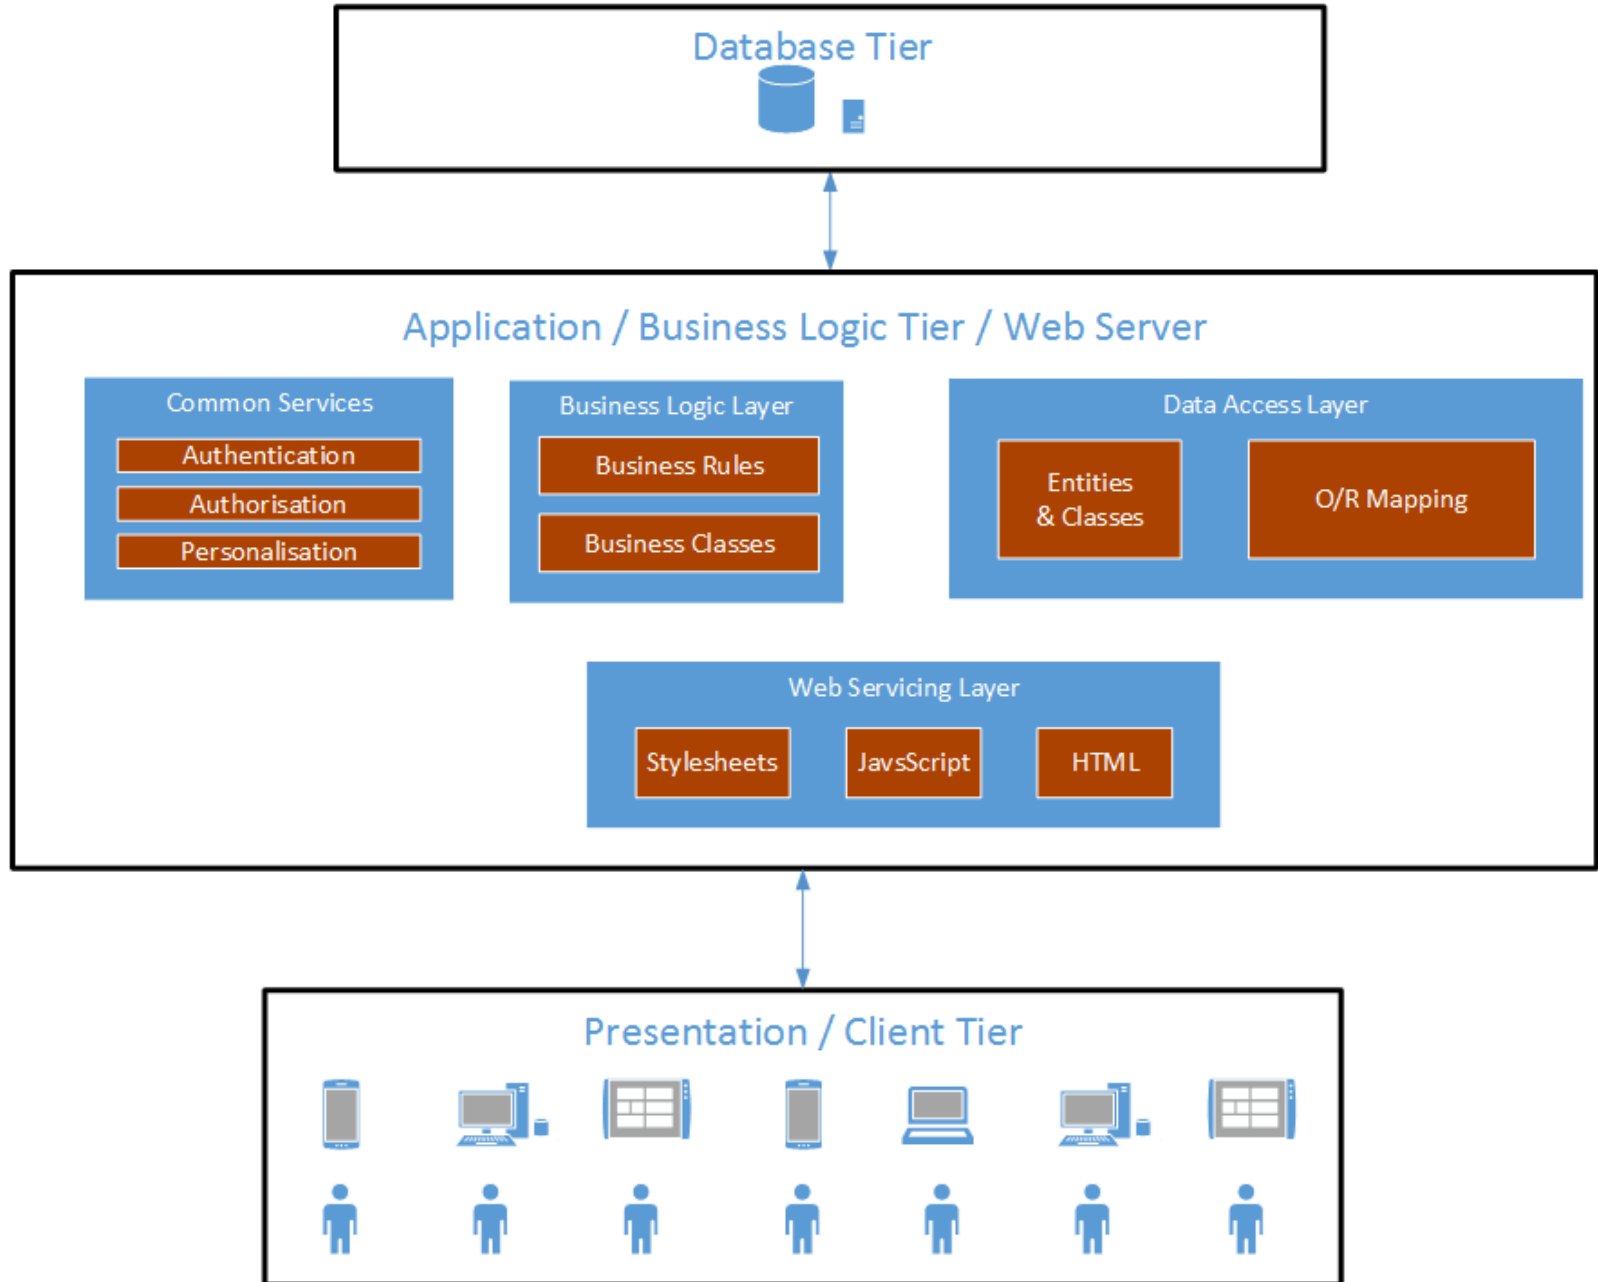 Database Tier
Application / Business Logic Tier / Web Server
Common Services
Authentication
Authorisation
Personalisation
Business Logic Layer
Business Rules
Business Classes
Data Access Layer
Entities
& Classes
O/R Mapping
Web Servicing Layer
Stylesheets
JavsScript
HTML
Presentation / Client Tier